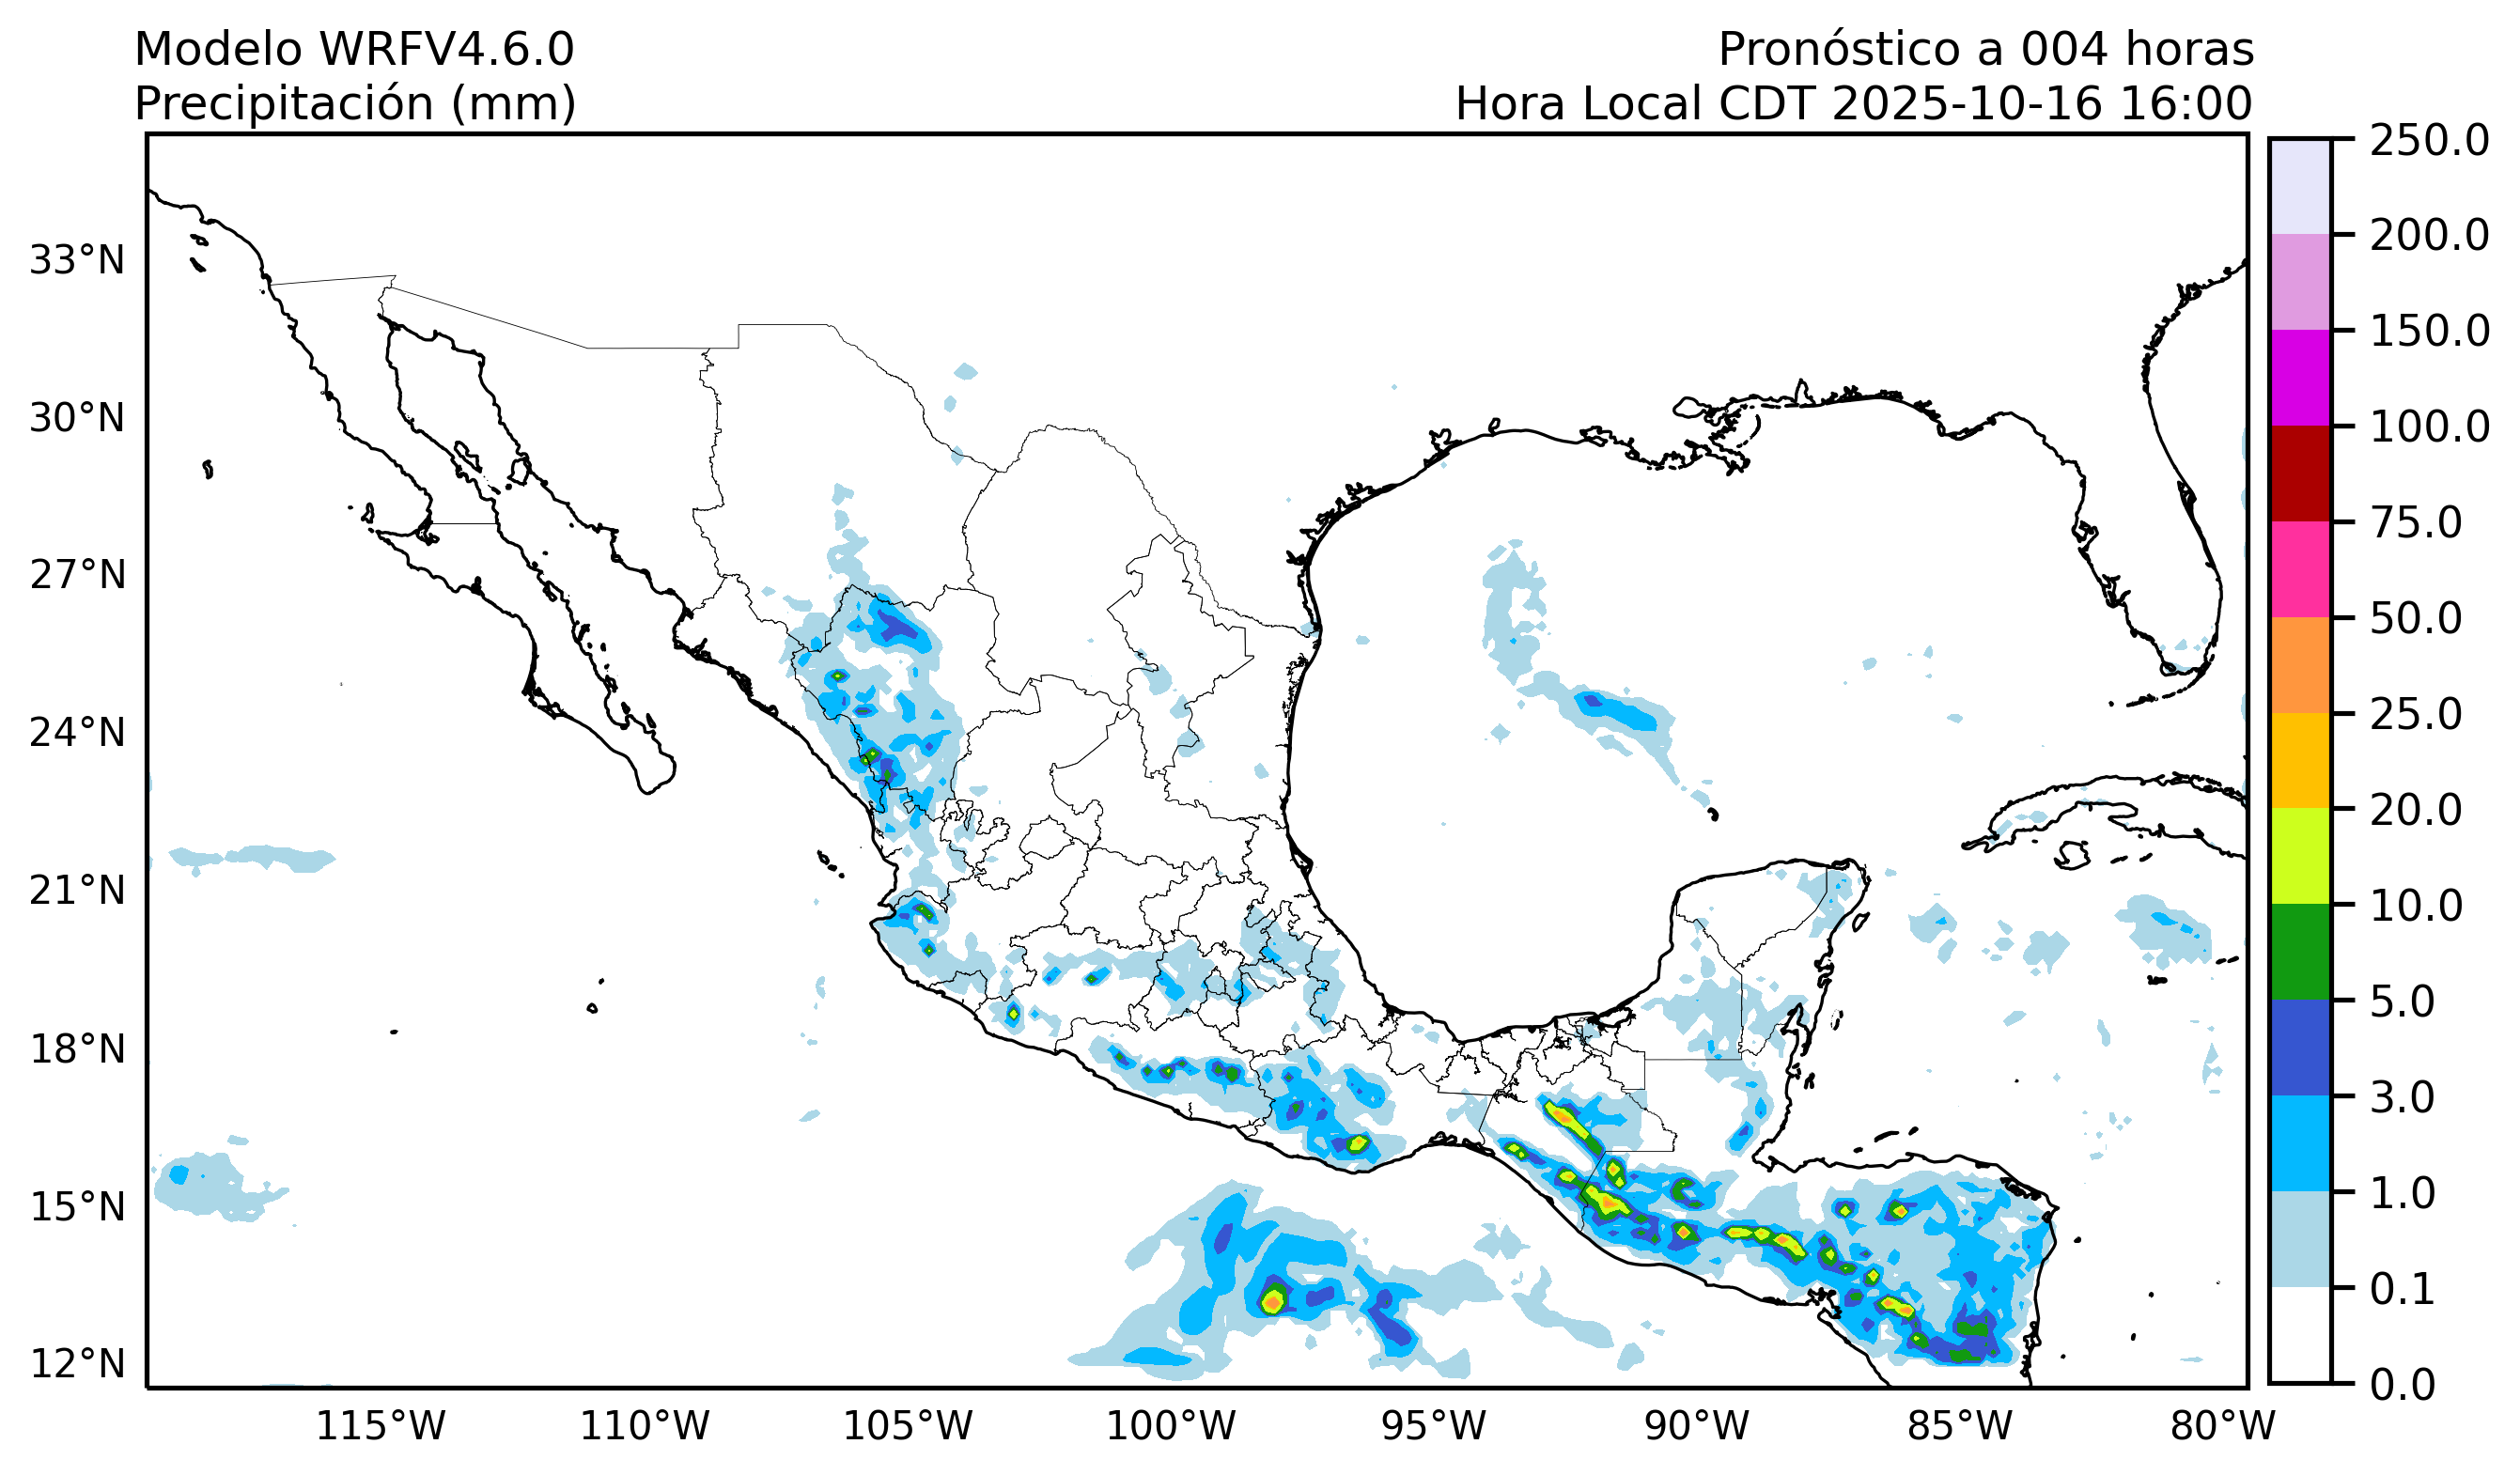 Modelo WRFV4.6.0
Precipitación (mm)
Pronóstico a 004 horas
Hora Local CDT 2025-10-16 16:00
33°N
30°N
27°N
24°N
21°N
18°N
15°N
12°N
115°W
110°W
105°W
100°W
95°W
90°W
85°W
80°W
250.0
200.0
150.0
100.0
75.0
50.0
25.0
20.0
10.0
5.0
3.0
1.0
0.1
0.0